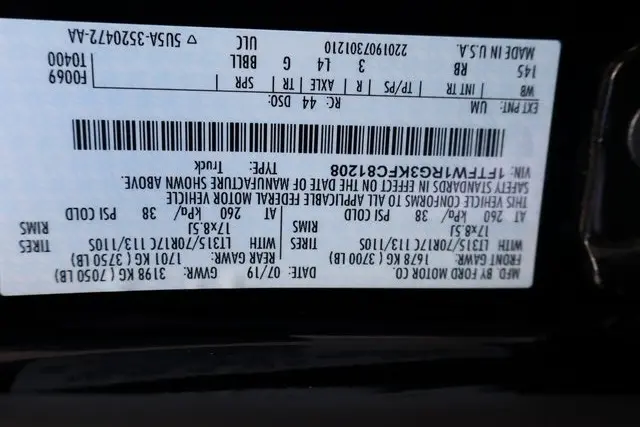 MFD. BY FORD MOTOR CO.
DATE: 07/19 GVWR: 3198 KG (7050 LB)
FRONT GAWR: 1678 KG (3700 LB) REAR GAWR: 1701 KG (3750 LB)
WITH LT315/70R17C 113/110S TIRES WITH LT315/70R17C 113/110S TIRES
17x8.5J RIMS 17x8.5J RIMS
AT 260 kPa/ 38 PSI COLD AT 260 kPa/ 38 PSI COLD
THIS VEHICLE CONFORMS TO ALL APPLICABLE FEDERAL MOTOR VEHICLE
SAFETY STANDARDS IN EFFECT ON THE DATE OF MANUFACTURE SHOWN ABOVE.
VIN: 1FTFW1RG3KFC81208 TYPE: Truck
EXT PNT: UM RC: 44 DSO: F0069
WB INT TR TP/PS R AXLE TR SPR T0400
145 RB 3 L4 G BBLL
MADE IN U.S.A. 2201907301210 ULC ▽ 5U5A-3520472-AA